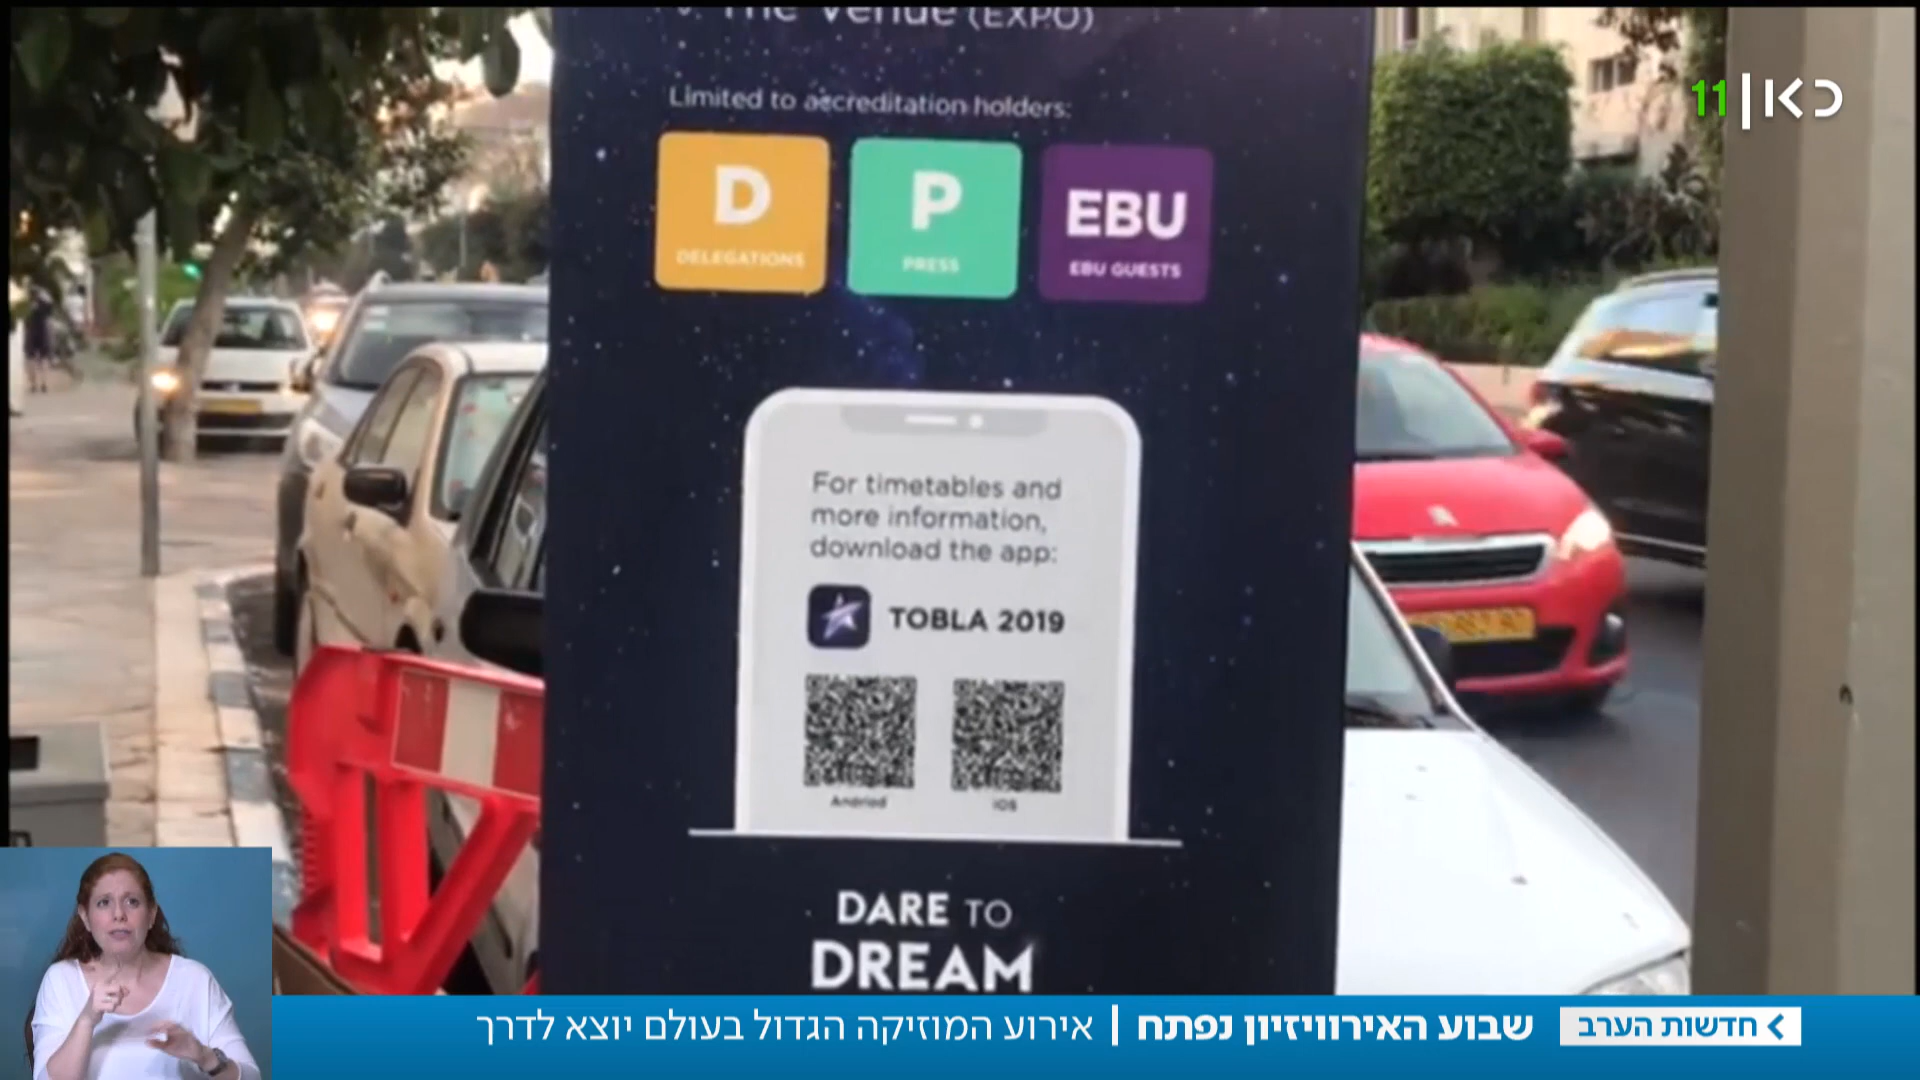 The Venue (EXPO)
Limited to accreditation holders:
D
DELEGATIONS
P
PRESS
EBU
EBU GUESTS
11 | כאן
For timetables and
more information,
download the app:
TOBLA 2019
Andriod
iOS
DARE TO
DREAM
חדשות הערב
שבוע האירוויזיון נפתח | אירוע המוזיקה הגדול בעולם יוצא לדרך